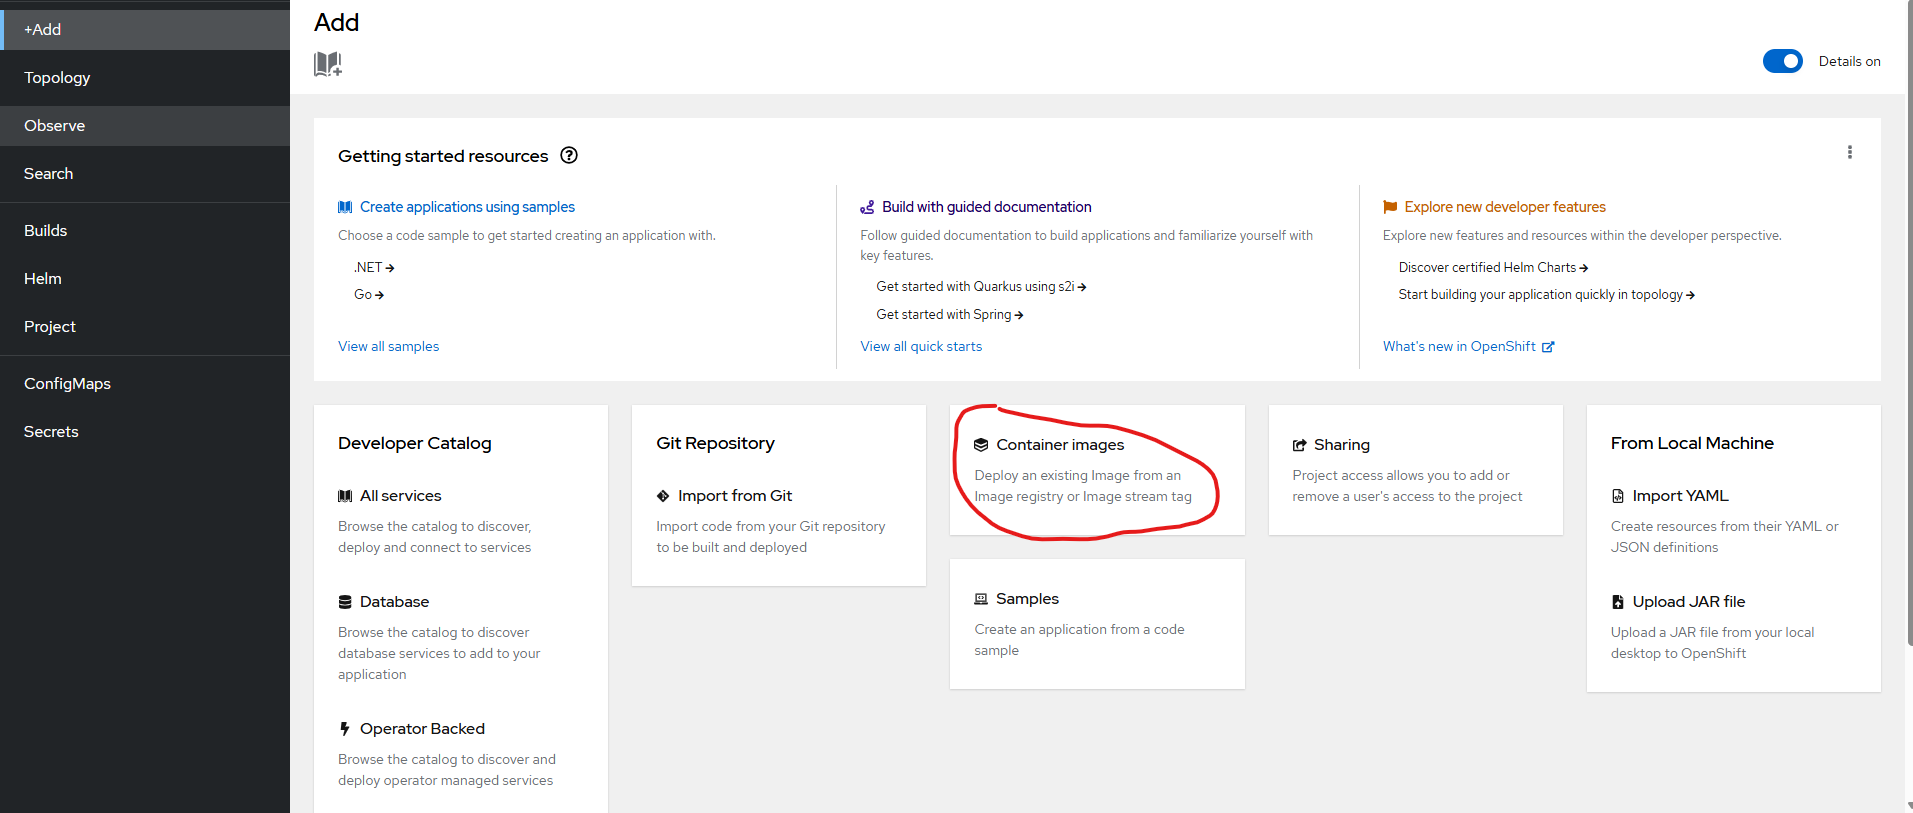 +Add
Topology
Observe
Search
Builds
Helm
Project
ConfigMaps
Secrets
Add
Details on
Getting started resources
Create applications using samples
Choose a code sample to get started creating an application with.
.NET
Go
View all samples
Build with guided documentation
Follow guided documentation to build applications and familiarize yourself with
key features.
Get started with Quarkus using s2i
Get started with Spring
View all quick starts
Explore new developer features
Explore new features and resources within the developer perspective.
Discover certified Helm Charts
Start building your application quickly in topology
What's new in OpenShift
Developer Catalog
All services
Browse the catalog to discover,
deploy and connect to services
Database
Browse the catalog to discover
database services to add to your
application
Operator Backed
Browse the catalog to discover and
deploy operator managed services
Git Repository
Import from Git
Import code from your Git repository
to be built and deployed
Container images
Deploy an existing Image from an
Image registry or Image stream tag
Samples
Create an application from a code
sample
Sharing
Project access allows you to add or
remove a user's access to the project
From Local Machine
Import YAML
Create resources from their YAML or
JSON definitions
Upload JAR file
Upload a JAR file from your local
desktop to OpenShift